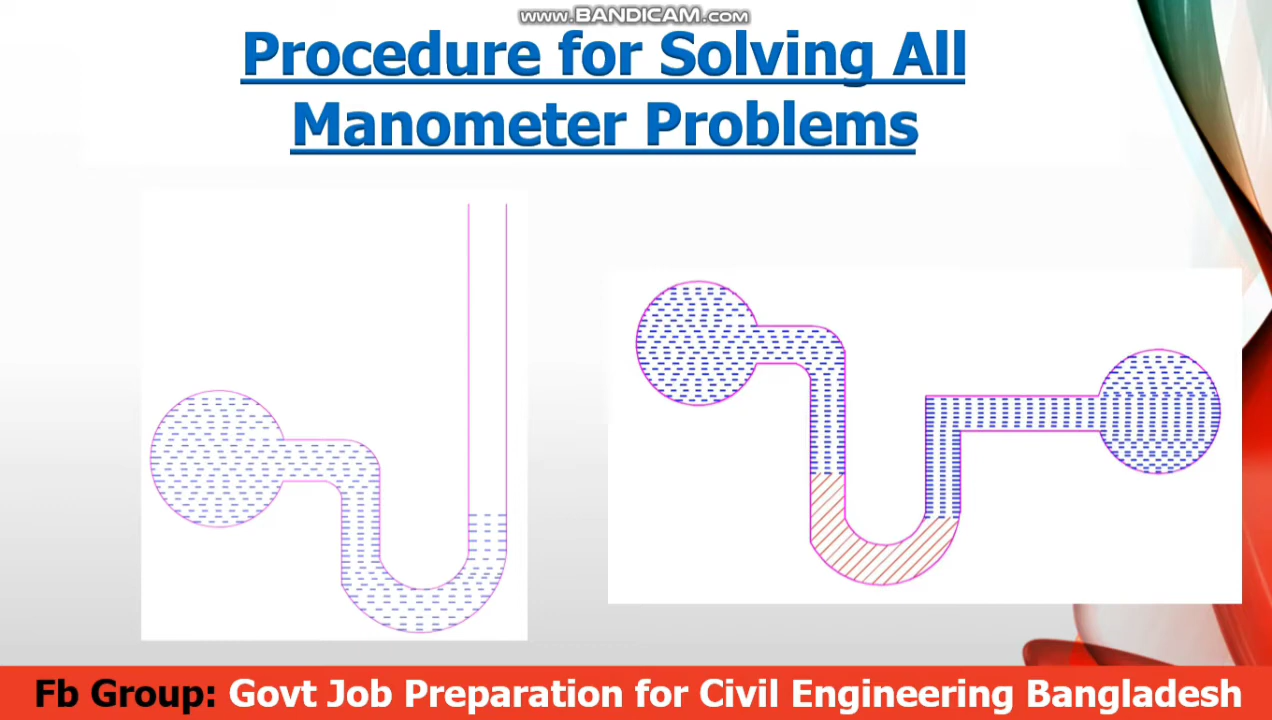 www.BANDICAM.com
Procedure for Solving All
Manometer Problems
Fb Group: Govt Job Preparation for Civil Engineering Bangladesh